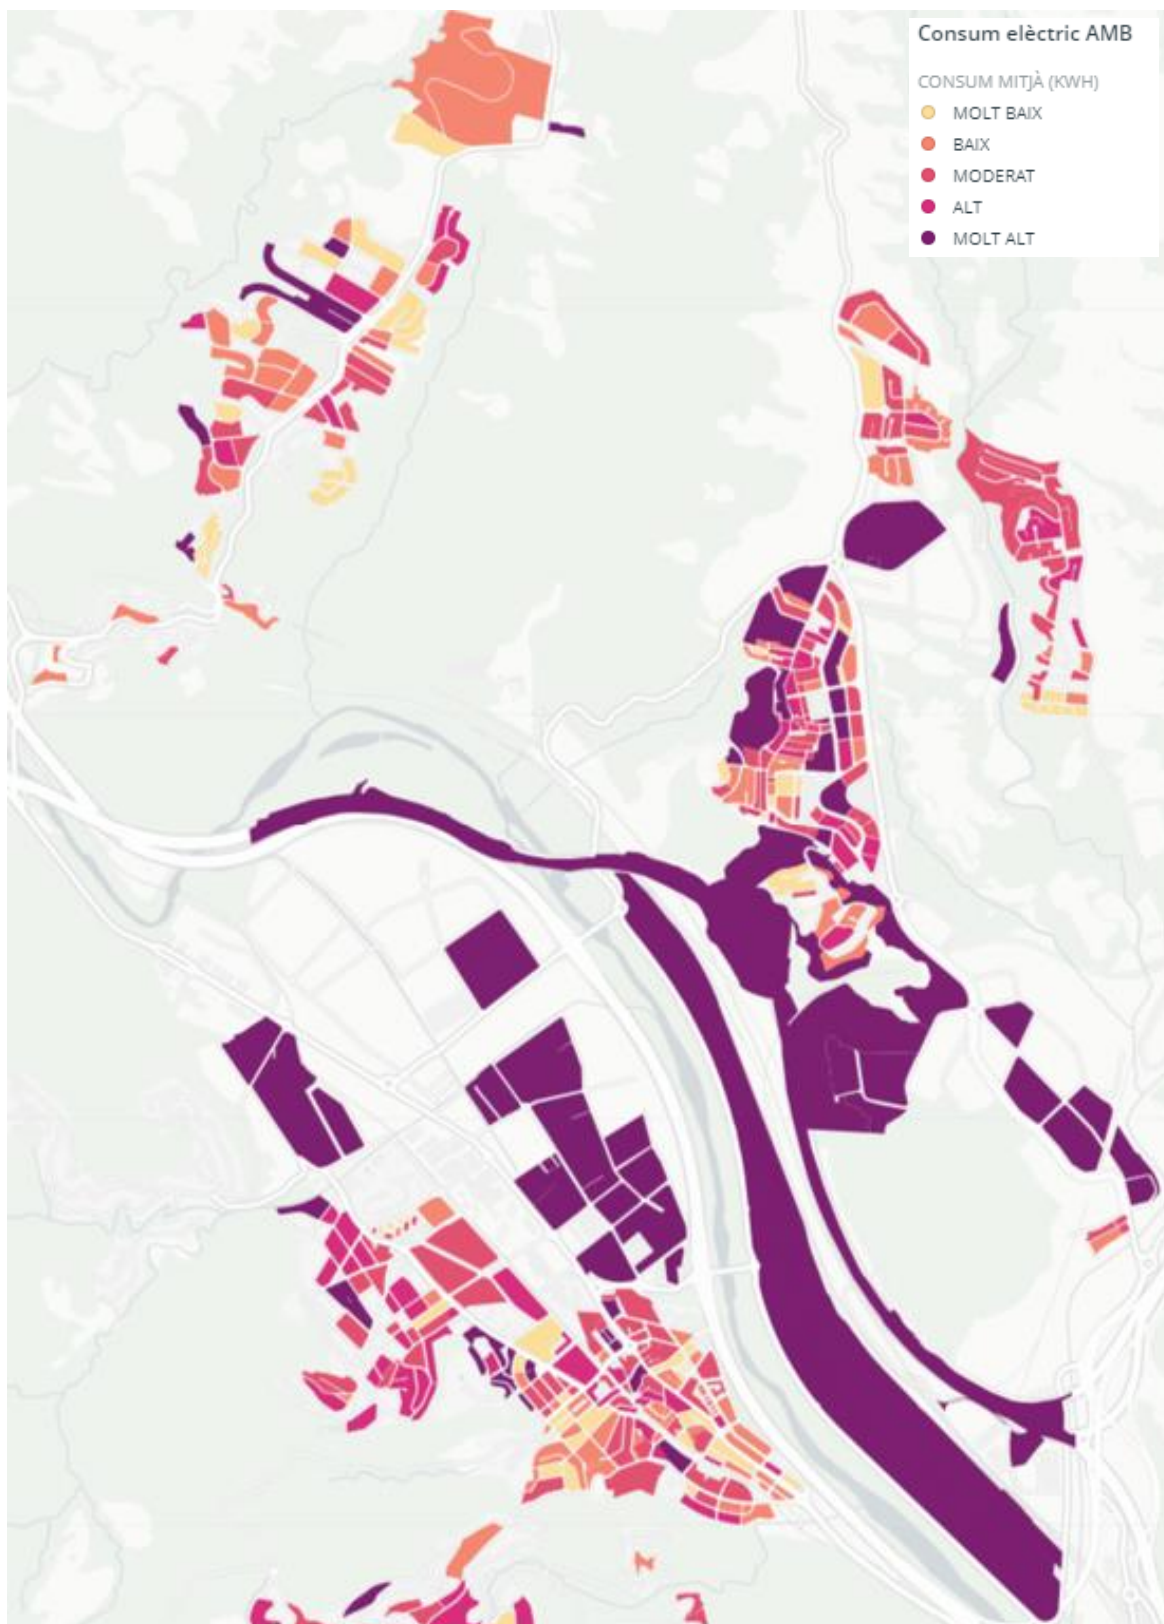 Consum elèctric AMB
CONSUM MITJÀ (KWH)
MOLT BAIX
BAIX
MODERAT
ALT
MOLT ALT